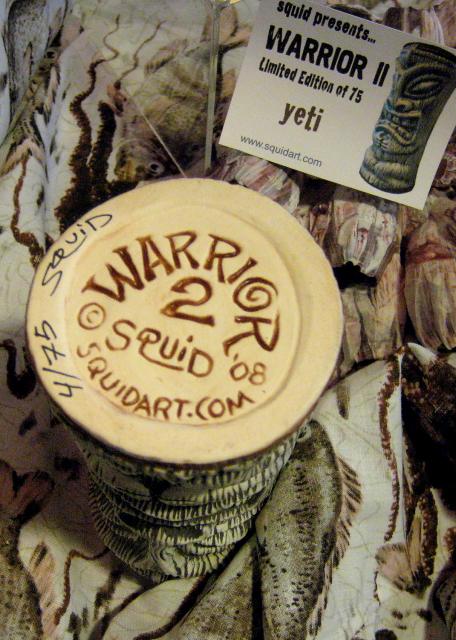 squid presents...
WARRIOR II
Limited Edition of 75
yeti
www.squidart.com
WARRIOR
2
© SQUID '08
SQUIDART.COM
4/75 SQUID